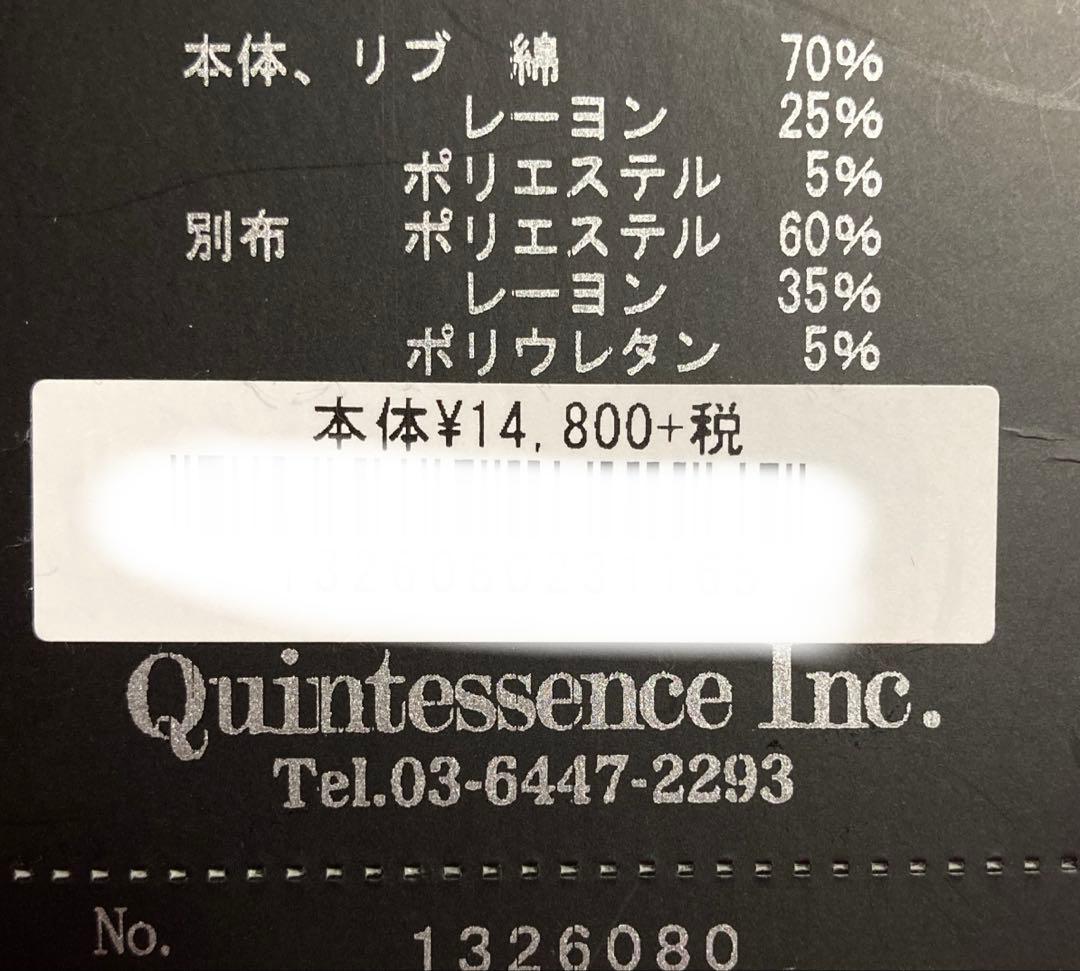 本体、リブ 綿 70%
レーヨン 25%
ポリエステル 5%
別布 ポリエステル 60%
レーヨン 35%
ポリウレタン 5%
本体¥14,800+税
Quintessence Inc.
Tel.03-6447-2293
No. 1326080